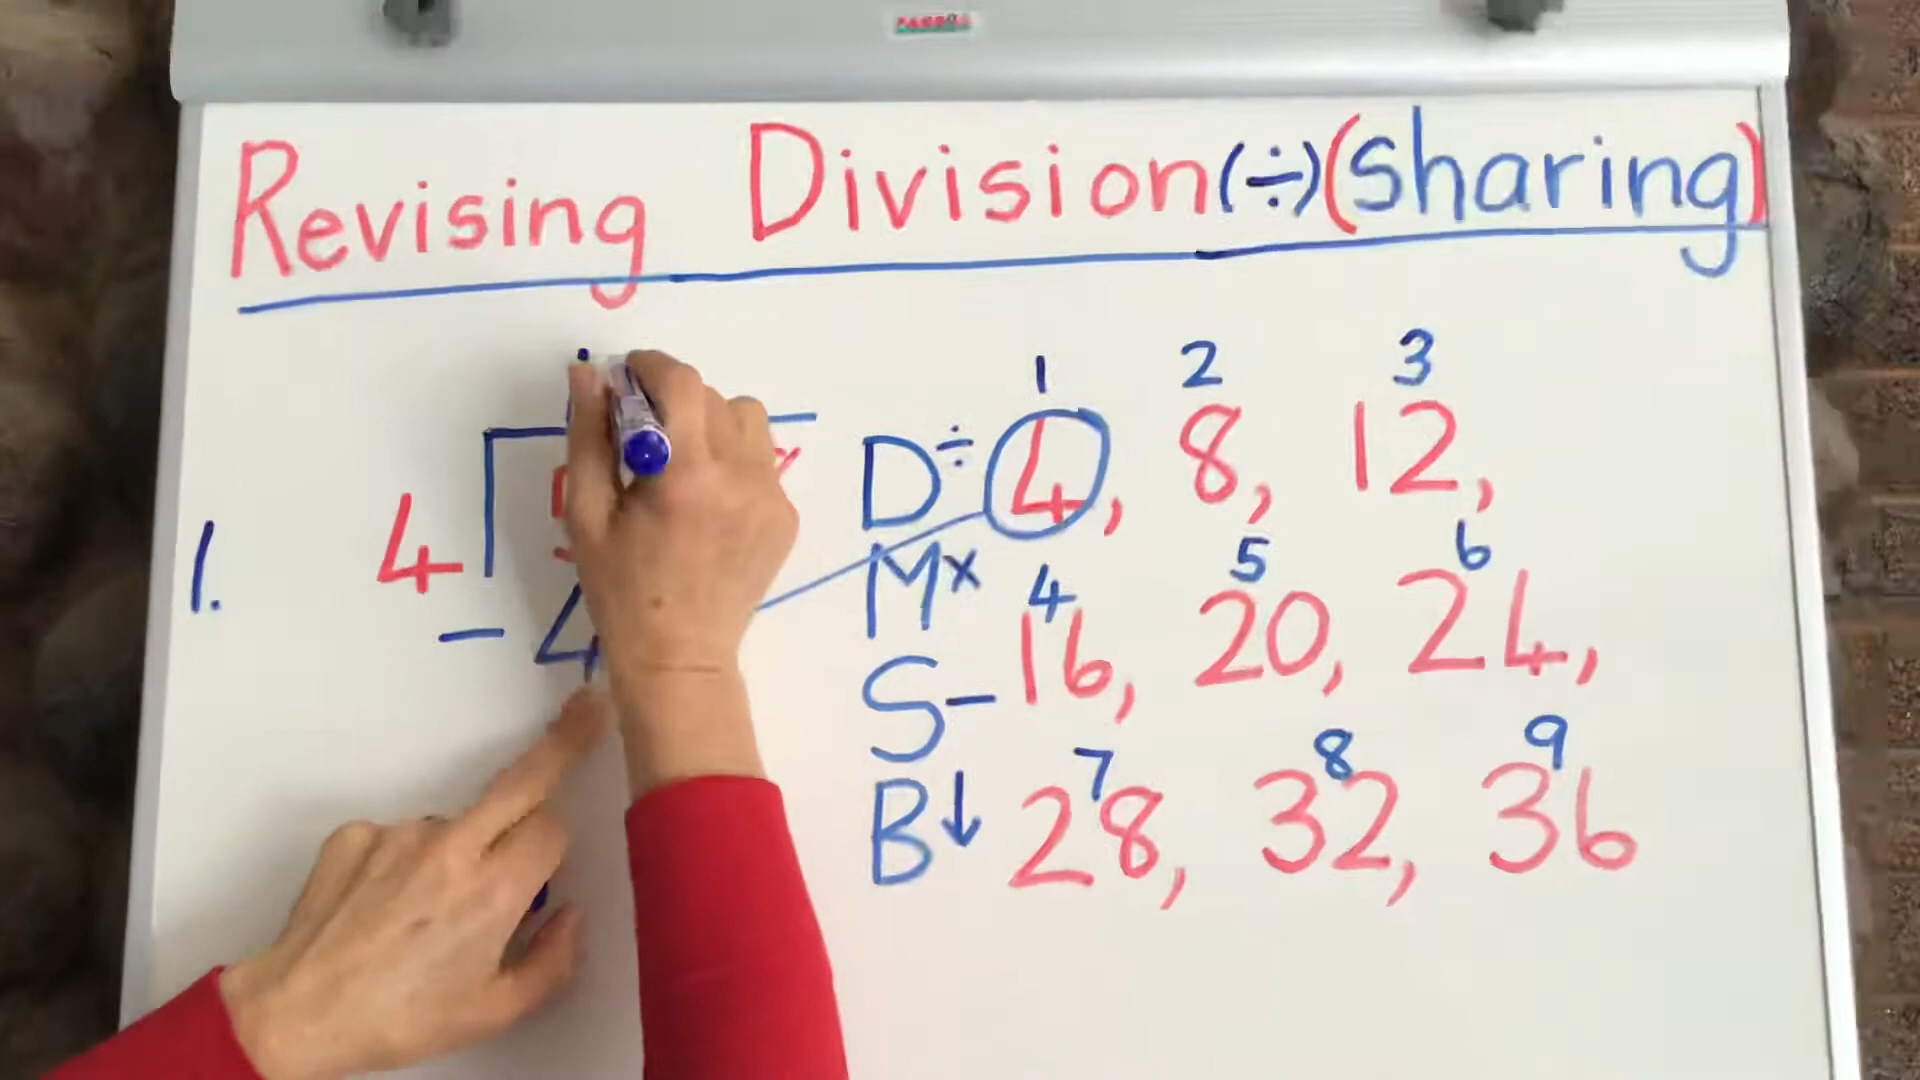 Revising Division(÷)(Sharing)
1 2 3
D÷ 4, 8, 12,
1. 4
Mx
4 5 6
- 4
16, 20, 24,
S-
7 8 9
B↓ 28, 32, 36